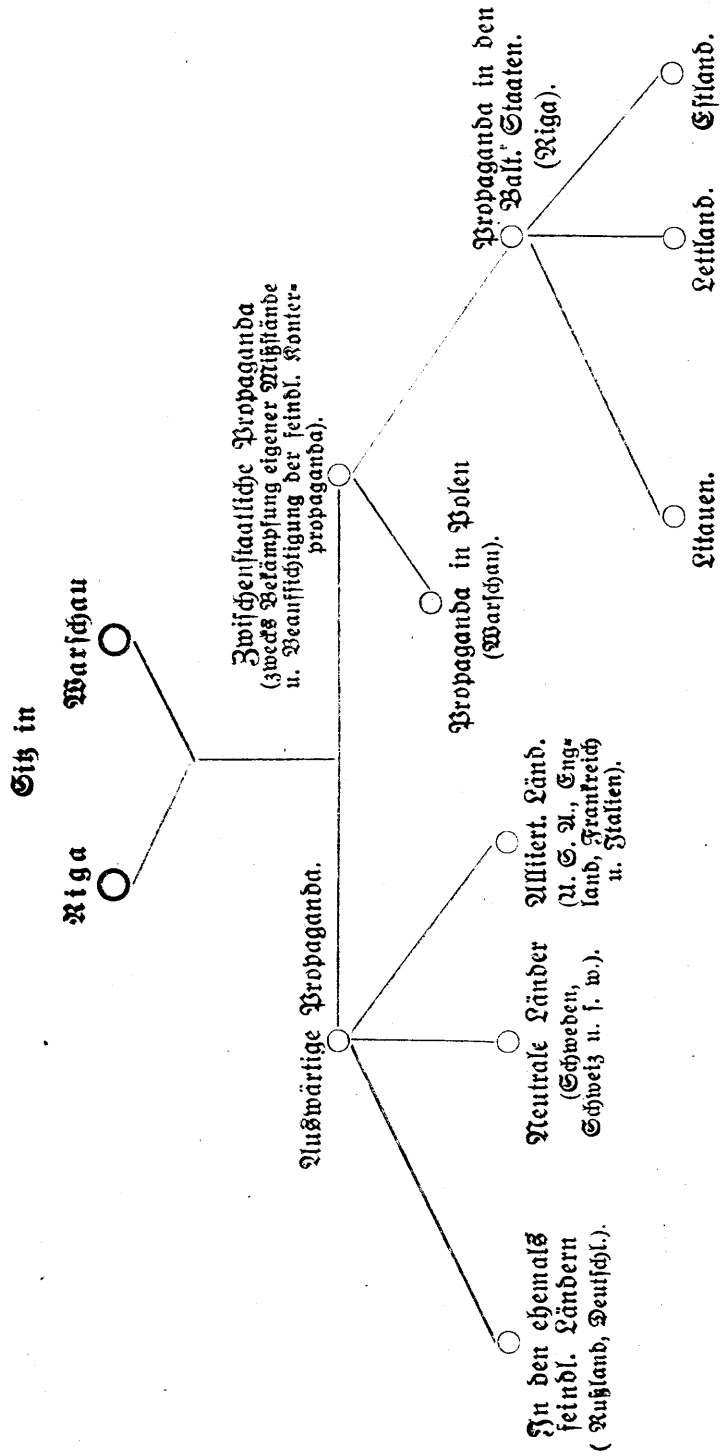 Sitz in
Riga
Warschau
Auswärtige Propaganda.
Zwischenstaatliche Propaganda
(zwecks Bekämpfung eigener Mißstände
u. Beaufsichtigung der feindl. Konter-
propaganda).
In den ehemals
feindl. Ländern
( Rußland, Deutschl.).
Neutrale Länder
(Schweden,
Schweiz u. s. w.).
Alliiert. Länd.
(U. S. A., Eng-
land, Frankreich
u. Italien).
Propaganda in Polen
(Warschau).
Propaganda in den
Balt. Staaten.
(Riga).
Litauen.
Lettland.
Estland.